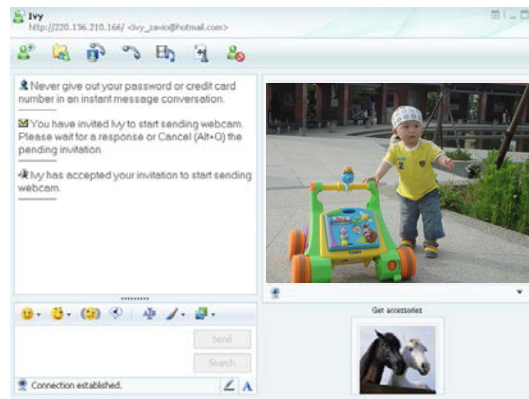 Ivy
http://220.136.210.166/ <ivy_zavio@hotmail.com>
Never give out your password or credit card
number in an instant message conversation.
You have invited Ivy to start sending webcam.
Please wait for a response or Cancel (Alt+Q) the
pending invitation.
Ivy has accepted your invitation to start sending
webcam.
Get accessories
Send
Search
Connection established.